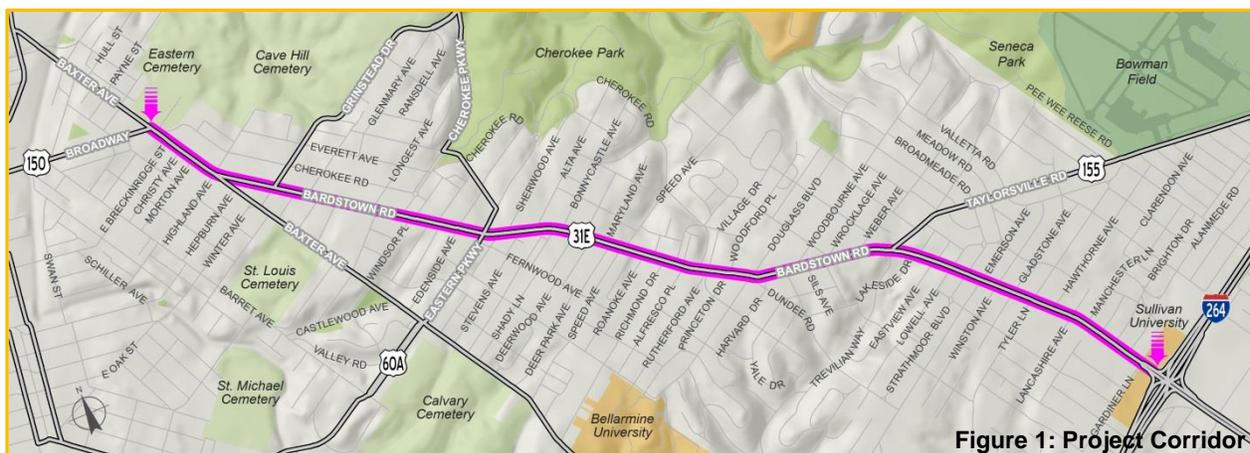 HULL ST
PAYNE ST
Eastern
Cemetery
Cave Hill
Cemetery
GRINSTEAD DR
GLENMARY AVE
RANSDELL AVE
CHEROKEE PKWY
Cherokee Park
CHEROKEE RD
Seneca
Park
Bowman
Field
PEE WEE REESE RD
BAXTER AVE
BROADWAY
150
EVERETT AVE
CHEROKEE RD
LONGEST AVE
CHEROKEE RD
SHERWOOD AVE
ALTA AVE
BONNYCASTLE AVE
MARYLAND AVE
SPEED AVE
VILLAGE DR
WOODFORD PL
DOUGLASS BLVD
WOODBOURNE AVE
WROCKLAGE AVE
WEBER AVE
BROADMEADE RD
MEADOW RD
VALLETTA RD
TAYLORSVILLE RD
155
CLARENDON AVE
E BRECKINRIDGE ST
CHRISTY AVE
MORTON AVE
HIGHLAND AVE
HEPBURN AVE
WINTER AVE
BARDSTOWN RD
BAXTER AVE
WINDSOR PL
EDENSIDE AVE
EASTERN PKWY
31E
BARDSTOWN RD
EMERSON AVE
GLADSTONE AVE
HAWTHORNE AVE
MANCHESTER LN
BRIGHTON DR
ALANMEDE RD
SWAN ST
SCHILLER AVE
St. Louis
Cemetery
BARRET AVE
CASTLEWOOD AVE
VALLEY RD
60A
STEVENS AVE
SHADY LN
DEERWOOD AVE
DEER PARK AVE
FERNWOOD AVE
SPEED AVE
ROANOKE AVE
RICHMOND DR
ALFRESCO PL
RUTHERFORD AVE
PRINCETON DR
HARVARD DR
YALE DR
DUNDEE RD
SILS AVE
TREVILIAN WAY
LAKESIDE DR
EASTVIEW AVE
LOWELL AVE
STRATHMOOR BLVD
WINSTON AVE
TYLER LN
LANCASHIRE AVE
GARDINER LN
Sullivan
University
264
E OAK ST
N
St. Michael
Cemetery
Calvary
Cemetery
Bellarmine
University
Figure 1: Project Corridor